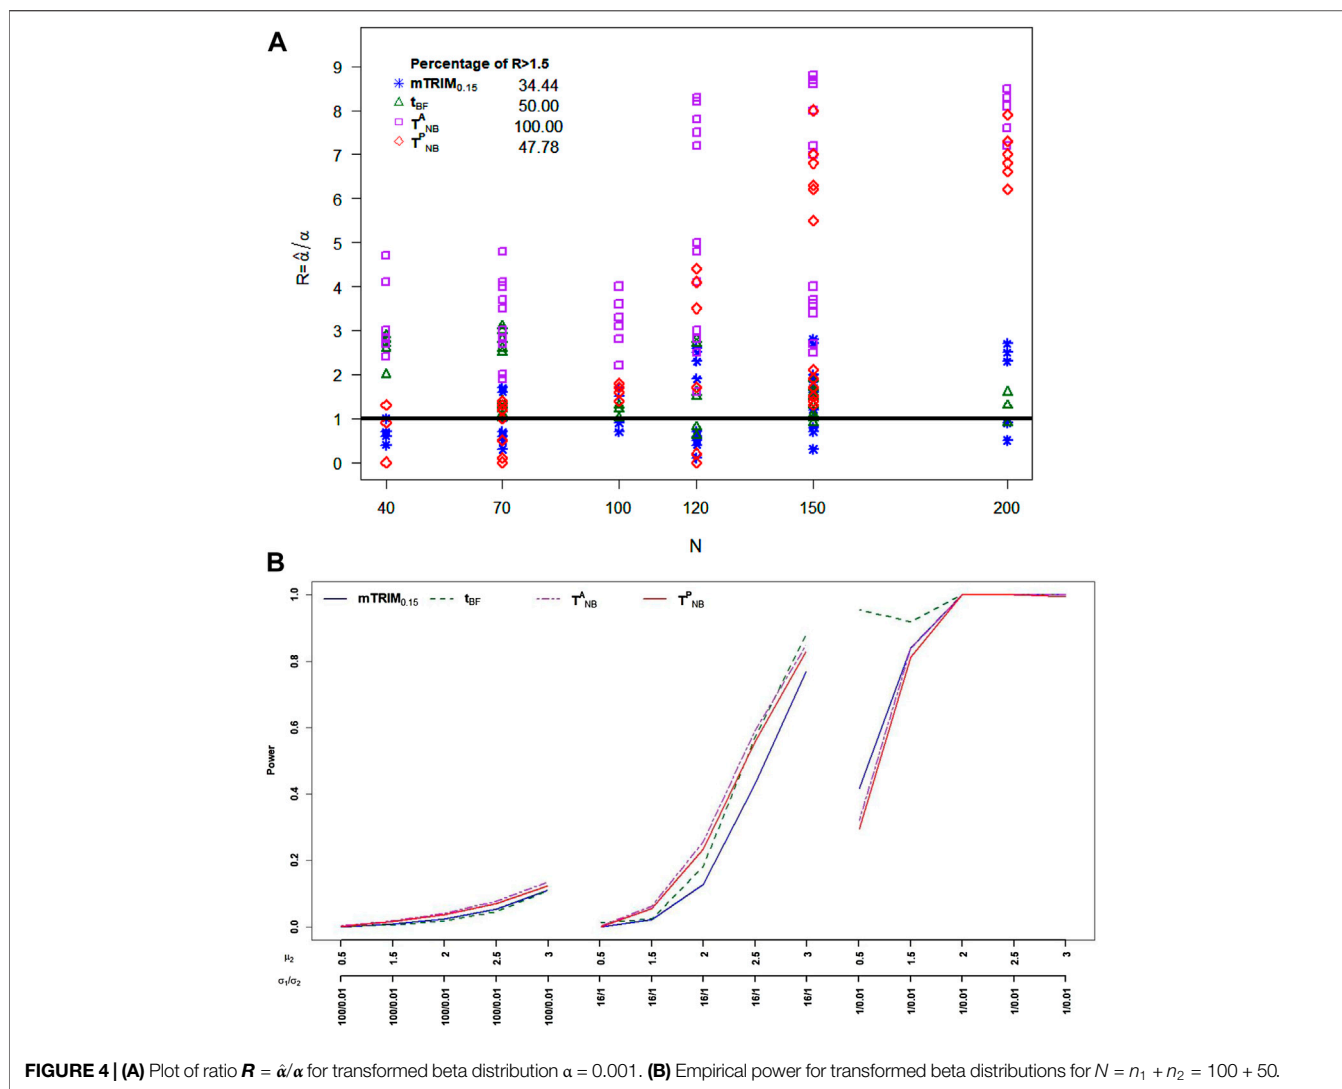 A
Percentage of R>1.5
mTRIM0.15 34.44
tBF 50.00
T^A_NB 100.00
T^P_NB 47.78
9
8
7
6
5
4
3
2
1
0
R=α̂/α
40 70 100 120 150 200
N
B
mTRIM0.15 tBF T^A_NB T^P_NB
1.0
0.8
0.6
0.4
0.2
0.0
Power
μ2 0.5 1.5 2 2.5 3 0.5 1.5 2 2.5 3 0.5 1.5 2 2.5 3
σ1/σ2 100/0.01 100/0.01 100/0.01 100/0.01 100/0.01 16/1 16/1 16/1 16/1 16/1 1/0.01 1/0.01 1/0.01 1/0.01 1/0.01
FIGURE 4 | (A) Plot of ratio R = α̂/α for transformed beta distribution α = 0.001. (B) Empirical power for transformed beta distributions for N = n1 + n2 = 100 + 50.